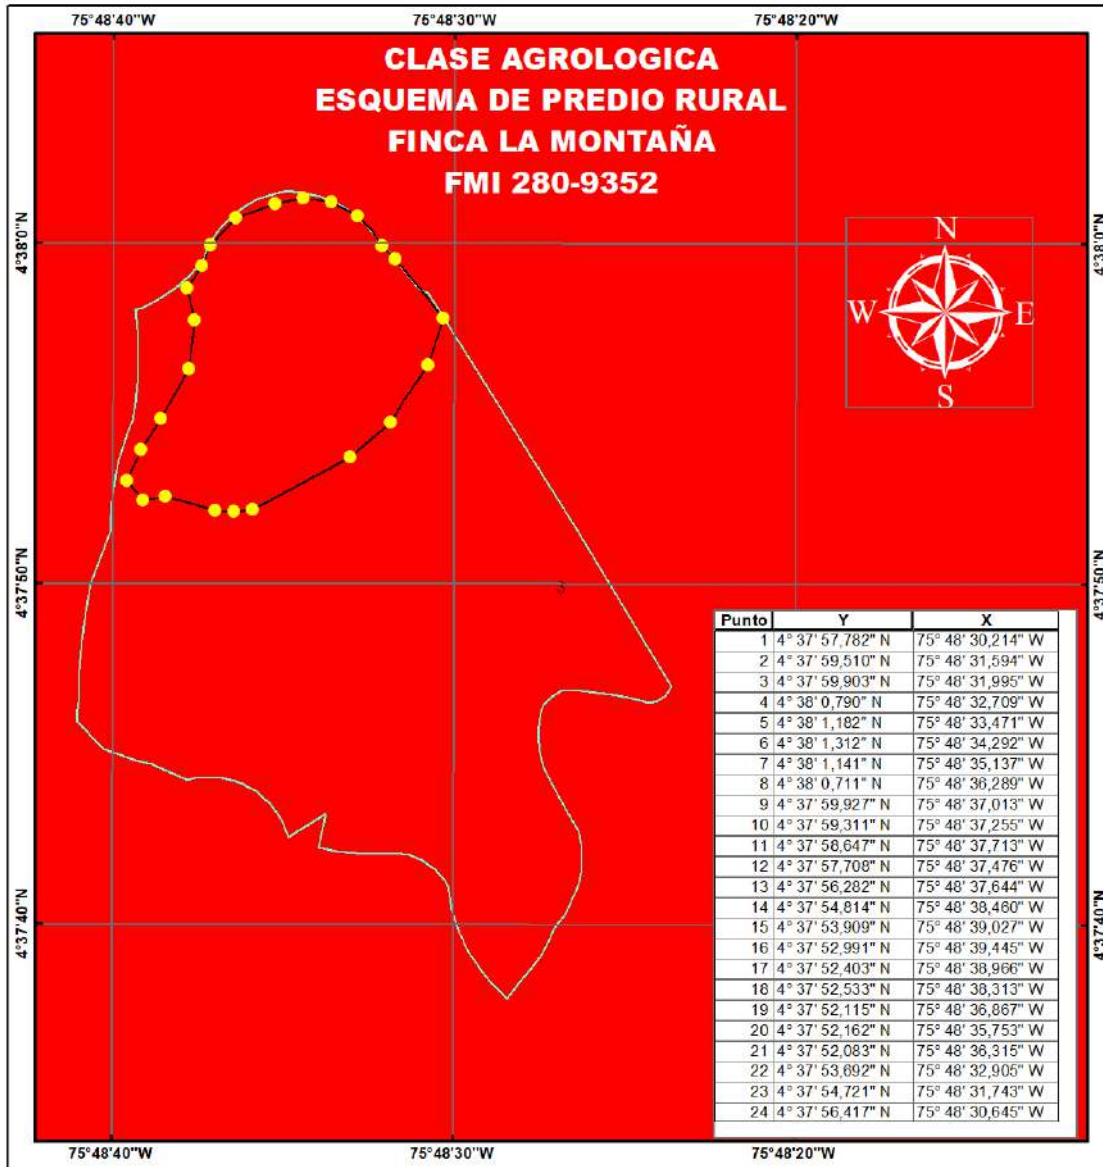 75°48'40"W 75°48'30"W 75°48'20"W
CLASE AGROLOGICA
ESQUEMA DE PREDIO RURAL
FINCA LA MONTAÑA
FMI 280-9352
4°38'0"N 4°38'0"N
N
W E
S
4°37'50"N 3 4°37'50"N
Punto Y X
1 4° 37' 57,782" N 75° 48' 30,214" W
2 4° 37' 59,510" N 75° 48' 31,594" W
3 4° 37' 59,903" N 75° 48' 31,995" W
4 4° 38' 0,790" N 75° 48' 32,709" W
5 4° 38' 1,182" N 75° 48' 33,471" W
6 4° 38' 1,312" N 75° 48' 34,292" W
7 4° 38' 1,141" N 75° 48' 35,137" W
8 4° 38' 0,711" N 75° 48' 36,289" W
9 4° 37' 59,927" N 75° 48' 37,013" W
10 4° 37' 59,311" N 75° 48' 37,255" W
11 4° 37' 58,647" N 75° 48' 37,713" W
12 4° 37' 57,708" N 75° 48' 37,476" W
13 4° 37' 56,282" N 75° 48' 37,644" W
14 4° 37' 54,814" N 75° 48' 38,460" W
15 4° 37' 53,909" N 75° 48' 39,027" W
16 4° 37' 52,991" N 75° 48' 39,445" W
17 4° 37' 52,403" N 75° 48' 38,966" W
18 4° 37' 52,533" N 75° 48' 38,313" W
19 4° 37' 52,115" N 75° 48' 36,867" W
20 4° 37' 52,162" N 75° 48' 35,753" W
21 4° 37' 52,083" N 75° 48' 36,315" W
22 4° 37' 53,692" N 75° 48' 32,905" W
23 4° 37' 54,721" N 75° 48' 31,743" W
24 4° 37' 56,417" N 75° 48' 30,645" W
4°37'40"N 4°37'40"N
75°48'40"W 75°48'30"W 75°48'20"W